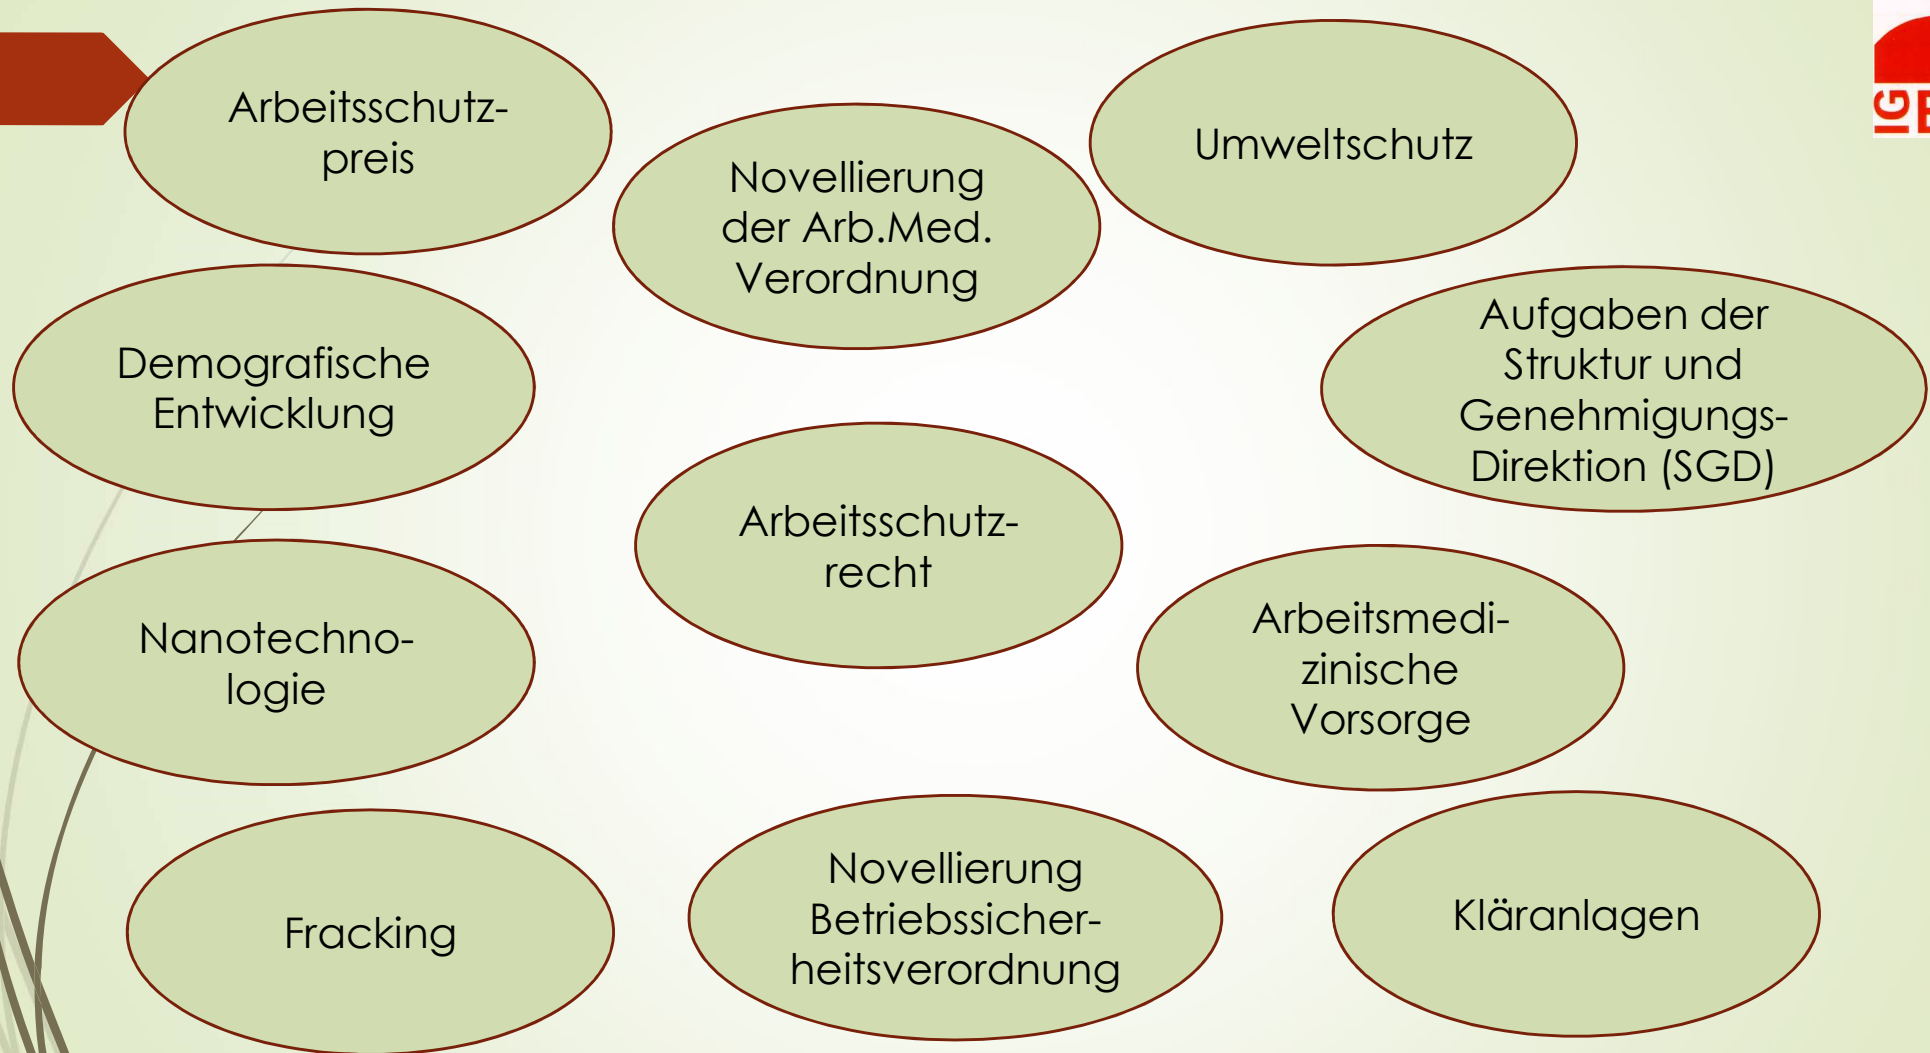 Arbeitsschutz-
preis
Novellierung
der Arb.Med.
Verordnung
Umweltschutz
Demografische
Entwicklung
Aufgaben der
Struktur und
Genehmigungs-
Direktion (SGD)
Arbeitsschutz-
recht
Nanotechno-
logie
Arbeitsmedi-
zinische
Vorsorge
Fracking
Novellierung
Betriebssicher-
heitsverordnung
Kläranlagen
IG